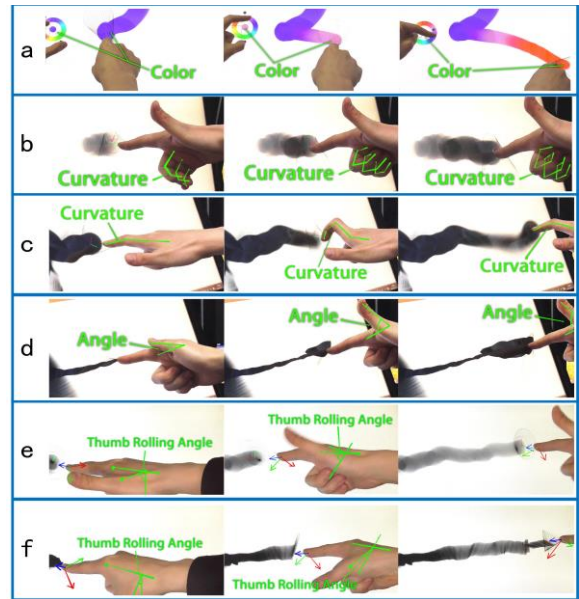 a
Color
Color
Color
b
Curvature
Curvature
Curvature
c
Curvature
Curvature
Curvature
d
Angle
Angle
Angle
e
Thumb Rolling Angle
Thumb Rolling Angle
f
Thumb Rolling Angle
Thumb Rolling Angle